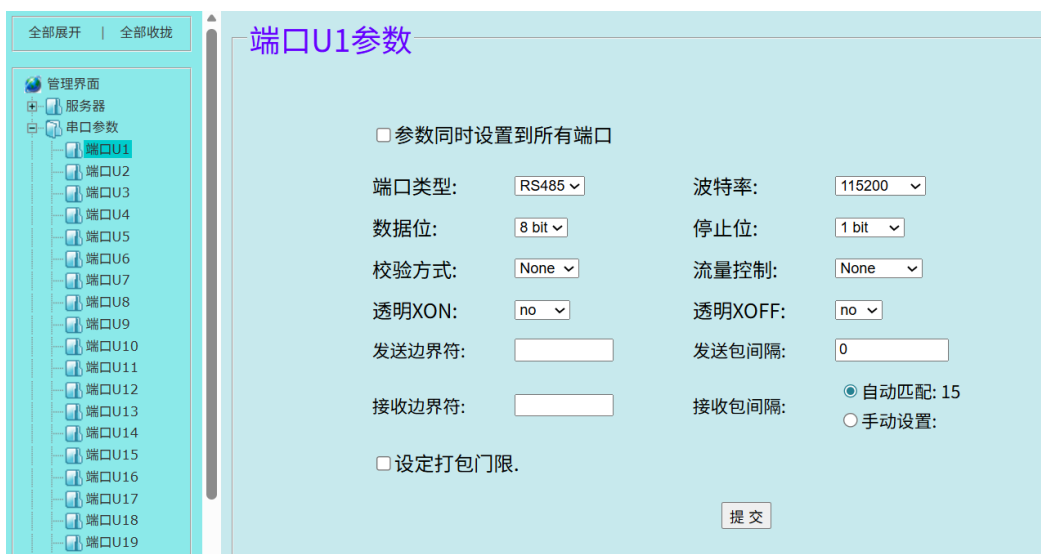 全部展开 | 全部收拢
管理界面
服务器
串口参数
端口U1
端口U2
端口U3
端口U4
端口U5
端口U6
端口U7
端口U8
端口U9
端口U10
端口U11
端口U12
端口U13
端口U14
端口U15
端口U16
端口U17
端口U18
端口U19
端口U1参数
参数同时设置到所有端口
端口类型: RS485 波特率: 115200
数据位: 8 bit 停止位: 1 bit
校验方式: None 流量控制: None
透明XON: no 透明XOFF: no
发送边界符: 发送包间隔: 0
接收边界符: 接收包间隔: 自动匹配: 15
手动设置:
设定打包门限.
提 交